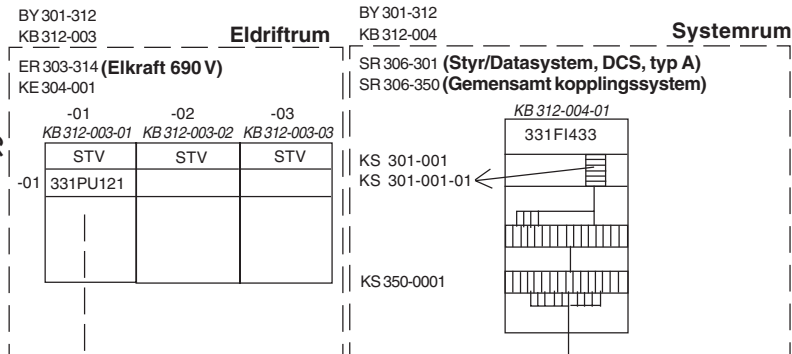 BY 301-312
KB 312-003 Eldriftrum
ER 303-314 (Elkraft 690 V)
KE 304-001
-01 -02 -03
KB 312-003-01 KB 312-003-02 KB 312-003-03
STV STV STV
-01 331PU121
BY 301-312
KB 312-004 Systemrum
SR 306-301 (Styr/Datasystem, DCS, typ A)
SR 306-350 (Gemensamt kopplingssystem)
KB 312-004-01
331FI433
KS 301-001
KS 301-001-01
KS 350-0001